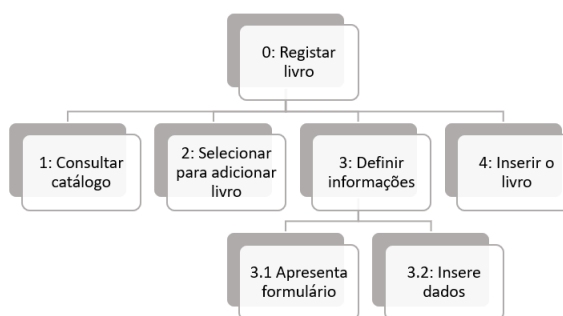 0: Registar
livro
1: Consultar
catálogo
2: Selecionar
para adicionar
livro
3: Definir
informações
4: Inserir o
livro
3.1 Apresenta
formulário
3.2: Insere
dados